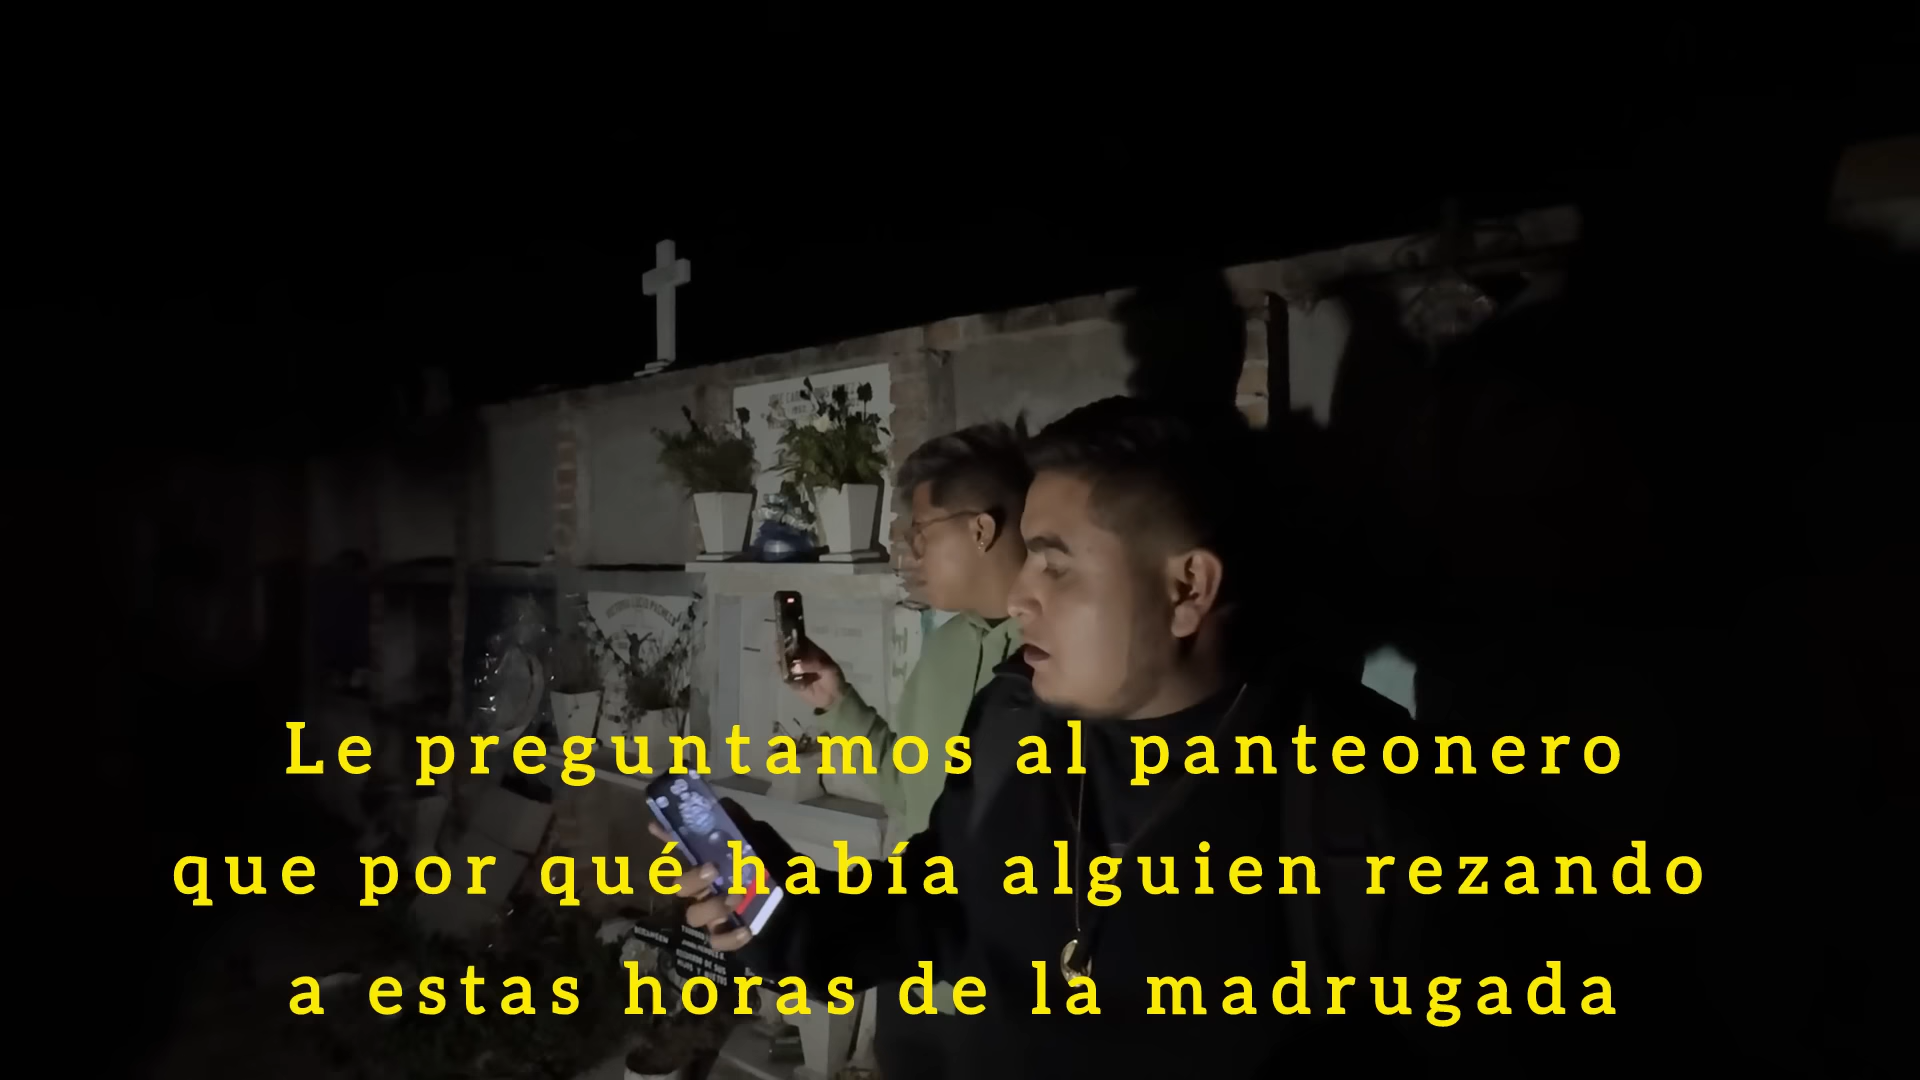 Le preguntamos al panteonero
que por qué había alguien rezando
a estas horas de la madrugada